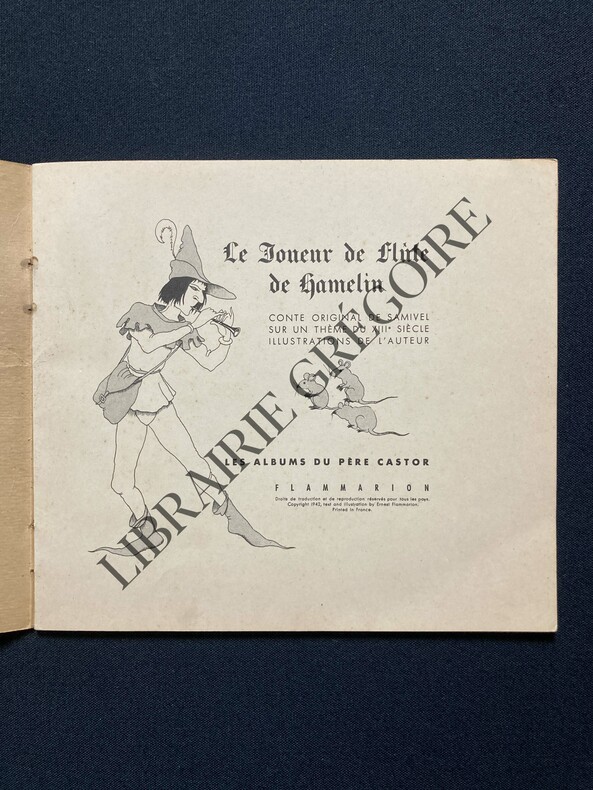 Le Joueur de Flûte
de Hamelin
CONTE ORIGINAL DE SAMIVEL
SUR UN THÈME DU XIIIe SIÈCLE
ILLUSTRATIONS DE L'AUTEUR
LES ALBUMS DU PÈRE CASTOR
FLAMMARION
Droits de traduction et de reproduction réservés pour tous les pays.
Copyright 1942, text and illustration by Ernest Flammarion.
Printed in France.
LIBRAIRIE GRÉGOIRE